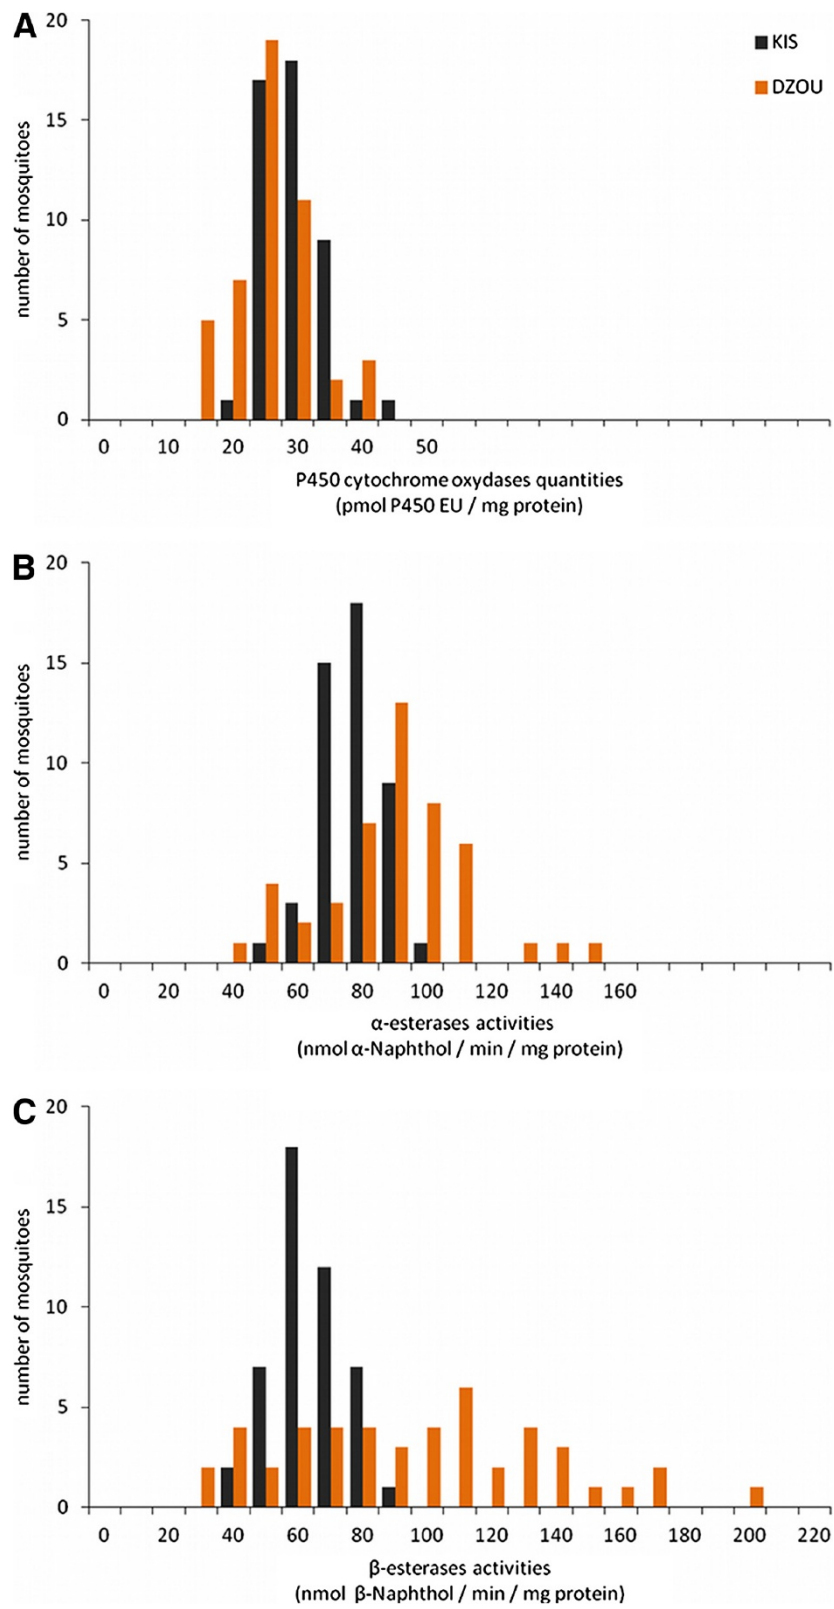 A
20
15
10
5
0
number of mosquitoes
KIS
DZOU
0 10 20 30 40 50
P450 cytochrome oxydases quantities
(pmol P450 EU / mg protein)
B
20
15
10
5
0
number of mosquitoes
0 20 40 60 80 100 120 140 160
α-esterases activities
(nmol α-Naphthol / min / mg protein)
C
20
15
10
5
0
number of mosquitoes
0 20 40 60 80 100 120 140 160 180 200 220
β-esterases activities
(nmol β-Naphthol / min / mg protein)